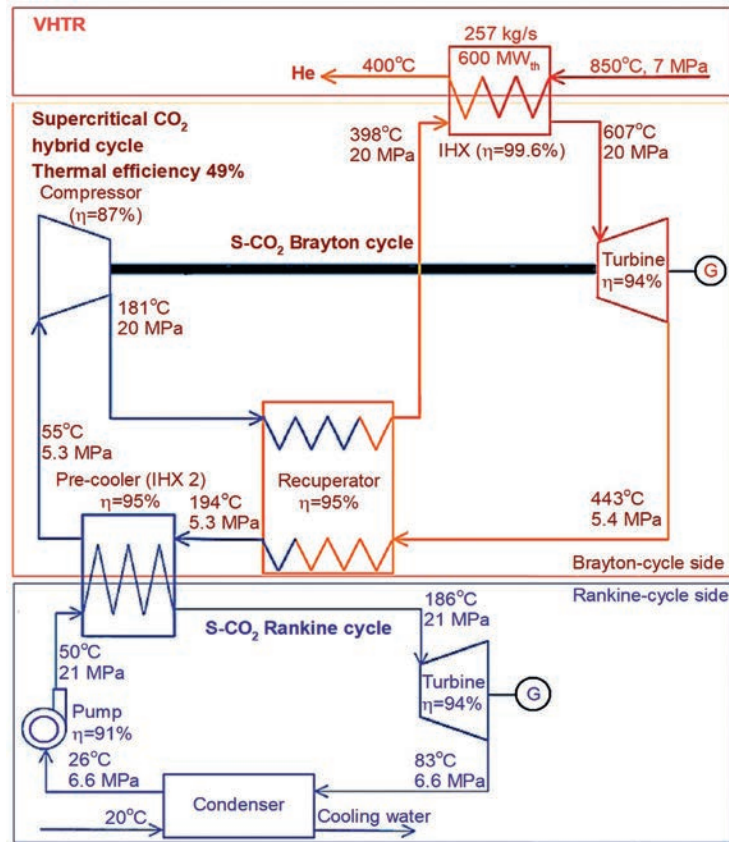 VHTR
257 kg/s
600 MWth
He
400°C
850°C, 7 MPa
Supercritical CO₂
hybrid cycle
Thermal efficiency 49%
398°C
20 MPa
IHX (η=99.6%)
607°C
20 MPa
Compressor
(η=87%)
S-CO₂ Brayton cycle
Turbine
η=94%
G
181°C
20 MPa
55°C
5.3 MPa
Pre-cooler (IHX 2)
η=95%
194°C
5.3 MPa
Recuperator
η=95%
443°C
5.4 MPa
Brayton-cycle side
Rankine-cycle side
S-CO₂ Rankine cycle
186°C
21 MPa
50°C
21 MPa
Turbine
η=94%
G
Pump
η=91%
26°C
6.6 MPa
83°C
6.6 MPa
Condenser
20°C
Cooling water